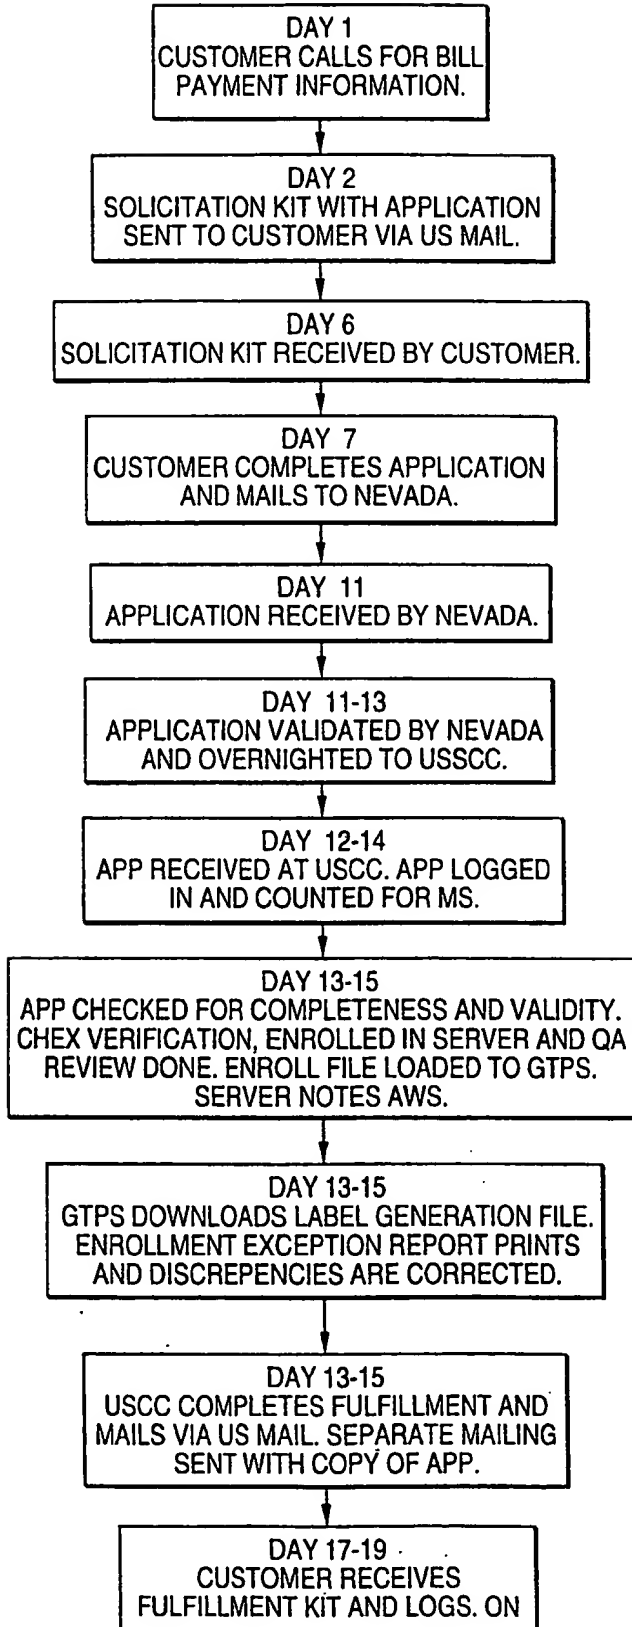 DAY 1
CUSTOMER CALLS FOR BILL
PAYMENT INFORMATION.
DAY 2
SOLICITATION KIT WITH APPLICATION
SENT TO CUSTOMER VIA US MAIL.
DAY 6
SOLICITATION KIT RECEIVED BY CUSTOMER.
DAY 7
CUSTOMER COMPLETES APPLICATION
AND MAILS TO NEVADA.
DAY 11
APPLICATION RECEIVED BY NEVADA.
DAY 11-13
APPLICATION VALIDATED BY NEVADA
AND OVERNIGHTED TO USSCC.
DAY 12-14
APP RECEIVED AT USCC. APP LOGGED
IN AND COUNTED FOR MS.
DAY 13-15
APP CHECKED FOR COMPLETENESS AND VALIDITY.
CHEX VERIFICATION, ENROLLED IN SERVER AND QA
REVIEW DONE. ENROLL FILE LOADED TO GTPS.
SERVER NOTES AWS.
DAY 13-15
GTPS DOWNLOADS LABEL GENERATION FILE.
ENROLLMENT EXCEPTION REPORT PRINTS
AND DISCREPENCIES ARE CORRECTED.
DAY 13-15
USCC COMPLETES FULFILLMENT AND
MAILS VIA US MAIL. SEPARATE MAILING
SENT WITH COPY OF APP.
DAY 17-19
CUSTOMER RECEIVES
FULFILLMENT KIT AND LOGS. ON